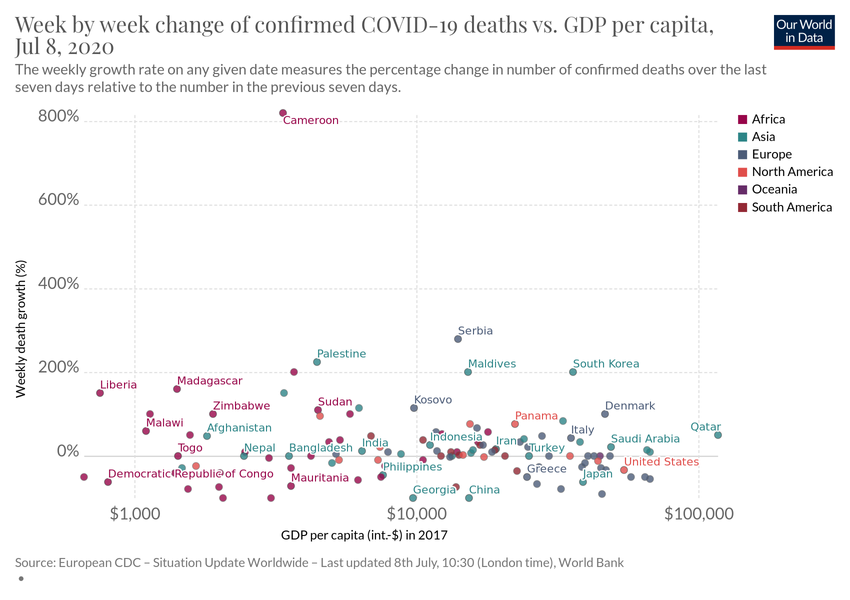 Week by week change of confirmed COVID-19 deaths vs. GDP per capita,
Jul 8, 2020
Our World
in Data
The weekly growth rate on any given date measures the percentage change in number of confirmed deaths over the last
seven days relative to the number in the previous seven days.
800%
600%
400%
200%
0%
Weekly death growth (%)
Cameroon
Serbia
Palestine
Maldives
South Korea
Liberia
Madagascar
Zimbabwe
Sudan
Kosovo
Denmark
Malawi
Afghanistan
Panama
Italy
Qatar
Togo
Nepal
Bangladesh
India
Indonesia
Iran
Turkey
Saudi Arabia
Democratic Republic of Congo
Mauritania
Philippines
Greece
Japan
United States
Georgia
China
$1,000
$10,000
$100,000
GDP per capita (int.-$) in 2017
Africa
Asia
Europe
North America
Oceania
South America
Source: European CDC – Situation Update Worldwide – Last updated 8th July, 10:30 (London time), World Bank